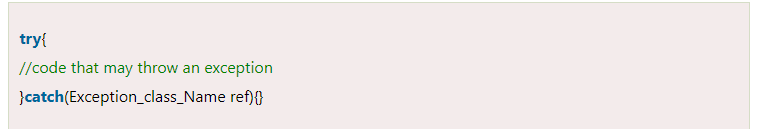 try{
//code that may throw an exception
}catch(Exception_class_Name ref){}